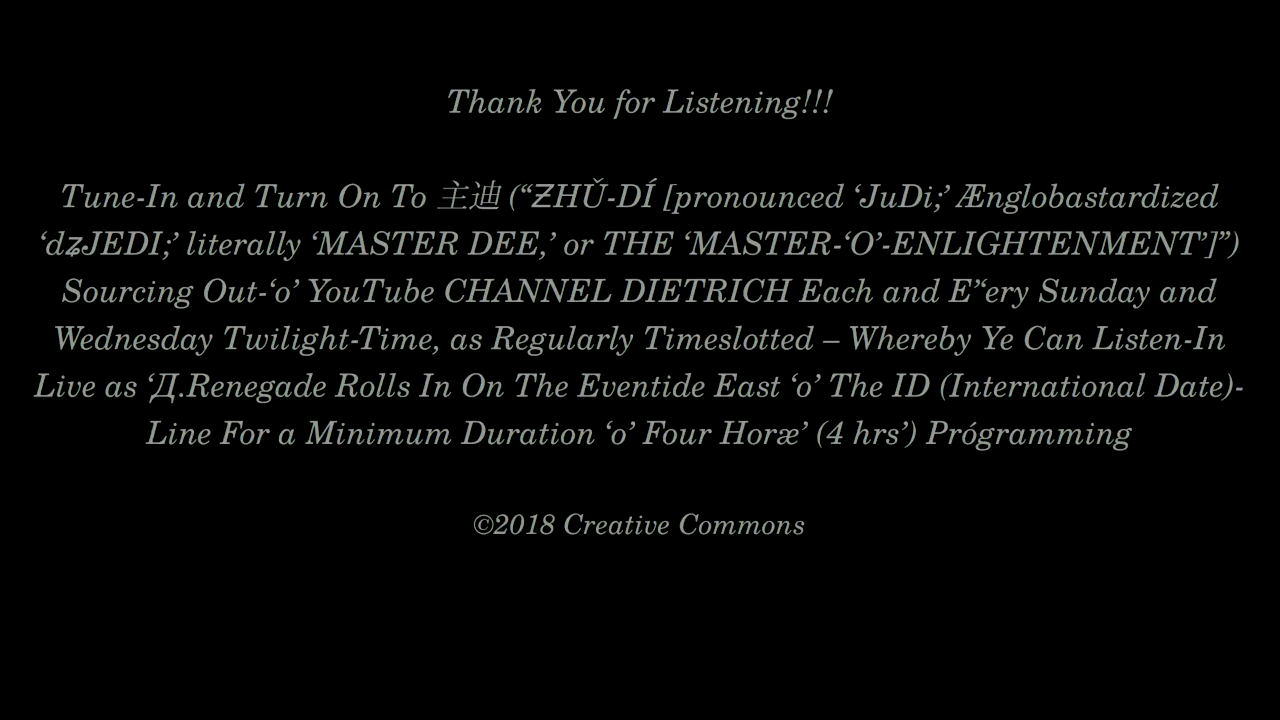 Thank You for Listening!!!
Tune-In and Turn On To 主迪 (“ƵHǓ-DÍ [pronounced ‘JuDi;’ Ænglobastardized
‘dʑJEDI;’ literally ‘MASTER DEE,’ or THE ‘MASTER-‘O’-ENLIGHTENMENT’]”)
Sourcing Out-‘o’ YouTube CHANNEL DIETRICH Each and E’‘ery Sunday and
Wednesday Twilight-Time, as Regularly Timeslotted – Whereby Ye Can Listen-In
Live as ‘Д.Renegade Rolls In On The Eventide East ‘o’ The ID (International Date)-
Line For a Minimum Duration ‘o’ Four Horæ’ (4 hrs’) Prógramming
©2018 Creative Commons